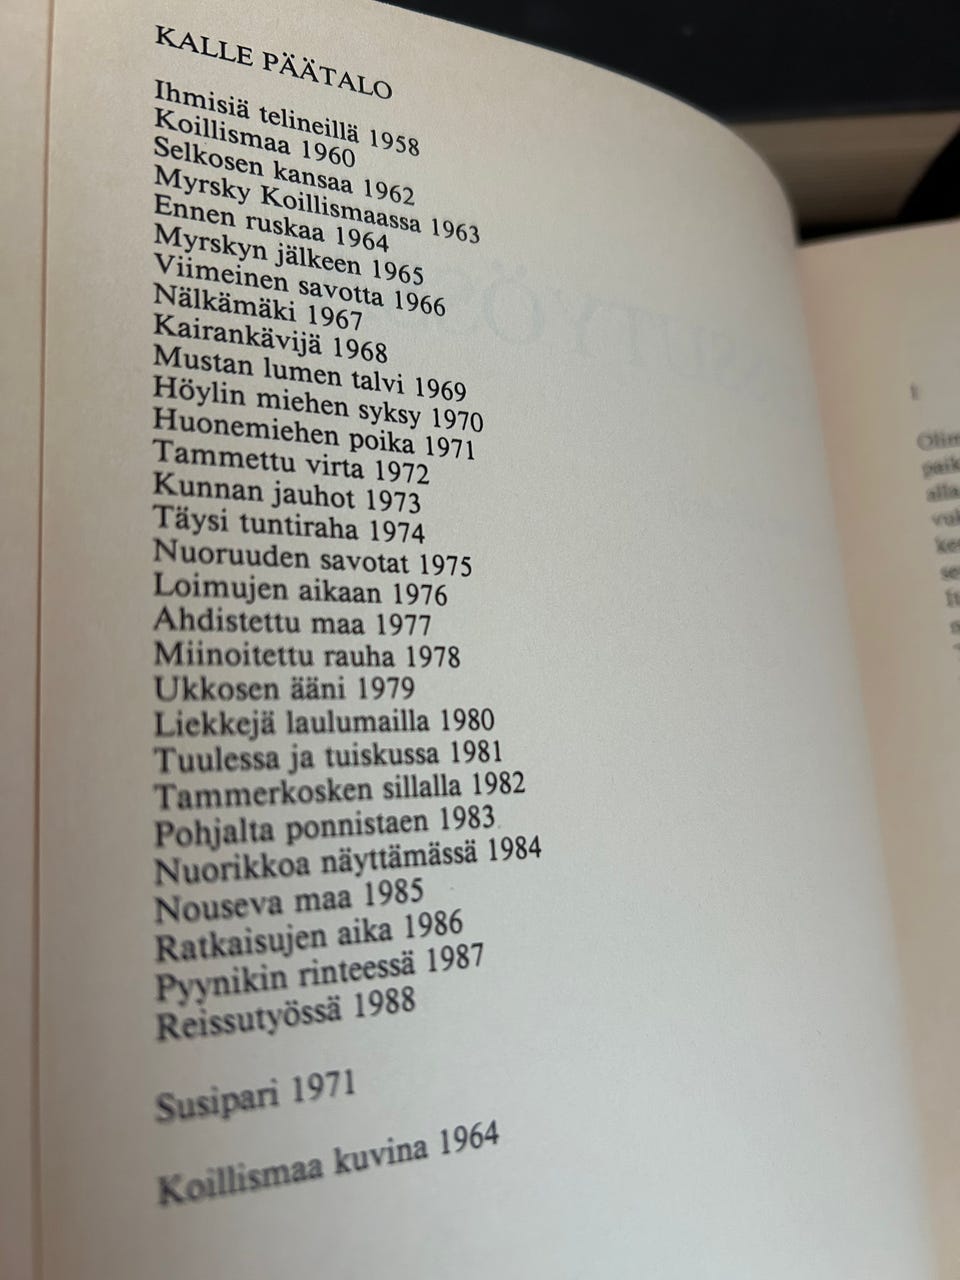 KALLE PÄÄTALO
Ihmisiä telineillä 1958
Koillismaa 1960
Selkosen kansaa 1962
Myrsky Koillismaassa 1963
Ennen ruskaa 1964
Myrskyn jälkeen 1965
Viimeinen savotta 1966
Nälkämäki 1967
Kairankävijä 1968
Mustan lumen talvi 1969
Höylin miehen syksy 1970
Huonemiehen poika 1971
Tammettu virta 1972
Kunnan jauhot 1973
Täysi tuntiraha 1974
Nuoruuden savotat 1975
Loimujen aikaan 1976
Ahdistettu maa 1977
Miinoitettu rauha 1978
Ukkosen ääni 1979
Liekkejä laulumailla 1980
Tuulessa ja tuiskussa 1981
Tammerkosken sillalla 1982
Pohjalta ponnistaen 1983
Nuorikkoa näyttämässä 1984
Nouseva maa 1985
Ratkaisujen aika 1986
Pyynikin rinteessä 1987
Reissutyössä 1988
Susipari 1971
Koillismaa kuvina 1964